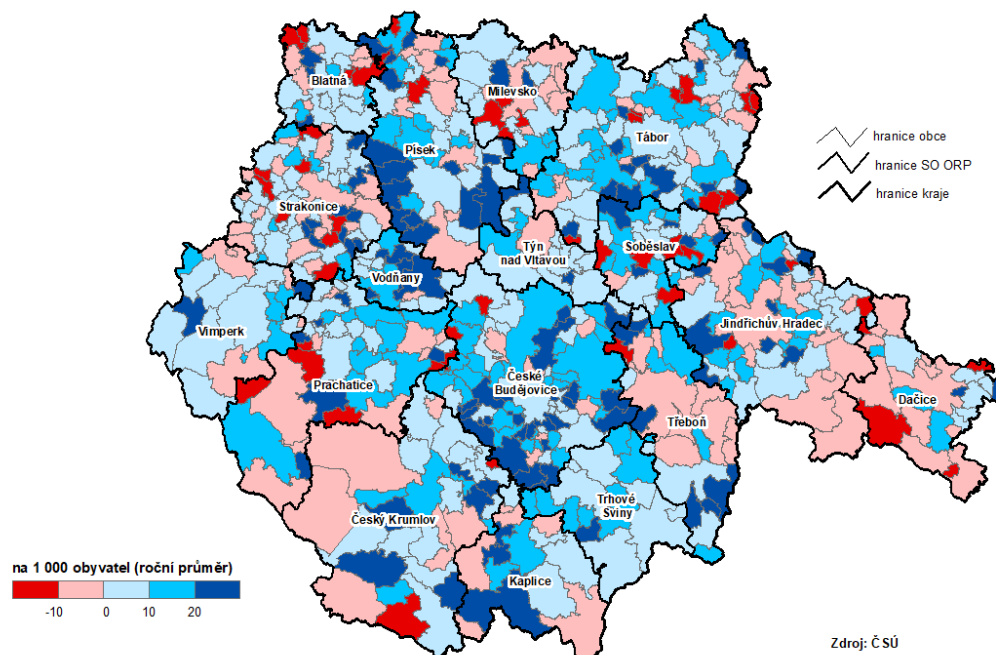 Blatná
Milevsko
hranice obce
Písek
Tábor
hranice SO ORP
hranice kraje
Strakonice
Týn
nad Vltavou
Soběslav
Vodňany
Vimperk
Jindřichův Hradec
Prachatice
České
Budějovice
Dačice
Třeboň
Trhové
Sviny
Český Krumlov
na 1 000 obyvatel (roční průměr)
Kaplice
-10 0 10 20
Zdroj: ČSÚ